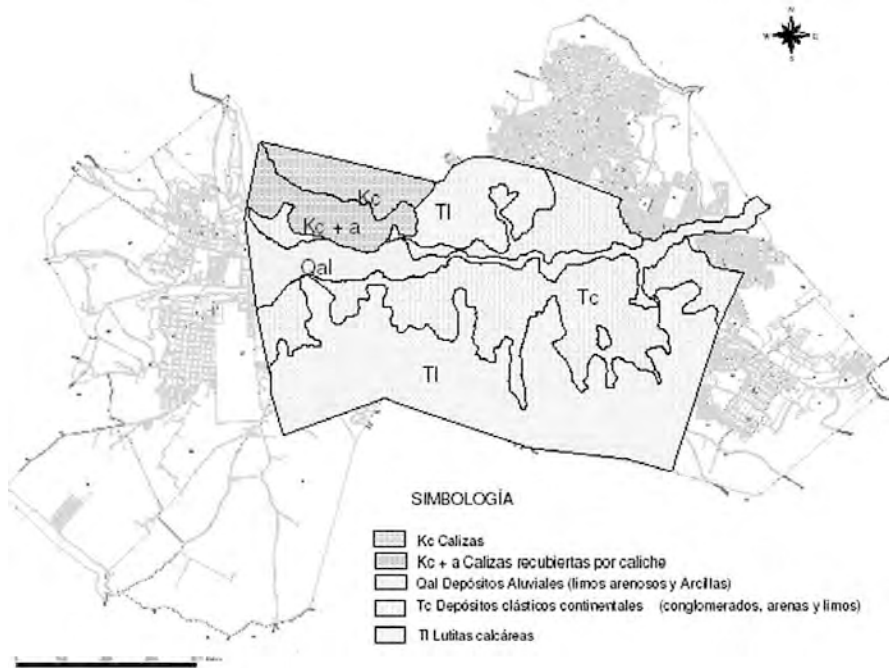 N
W E
S
Kc
Tl
Kc + a
Qal
Tc
Tl
SIMBOLOGÍA
Kc Calizas
Kc + a Calizas recubiertas por caliche
Qal Depósitos Aluviales (limos arenosos y Arcillas)
Tc Depósitos clásticos continentales (conglomerados, arenas y limos)
Tl Lutitas calcáreas